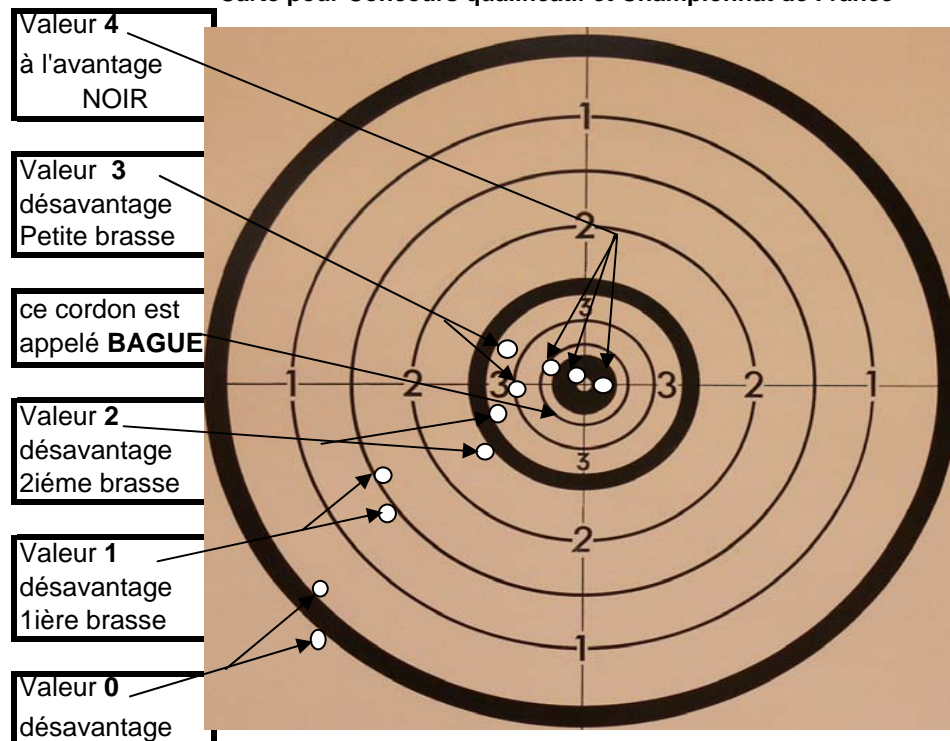 Carte pour Concours qualificatif et Championnat de France
Valeur 4
à l'avantage
NOIR
Valeur 3
désavantage
Petite brasse
ce cordon est
appelé BAGUE
Valeur 2
désavantage
2iéme brasse
Valeur 1
désavantage
1ière brasse
Valeur 0
désavantage
1
2
3
1 2 3 3 2 1
3
2
1